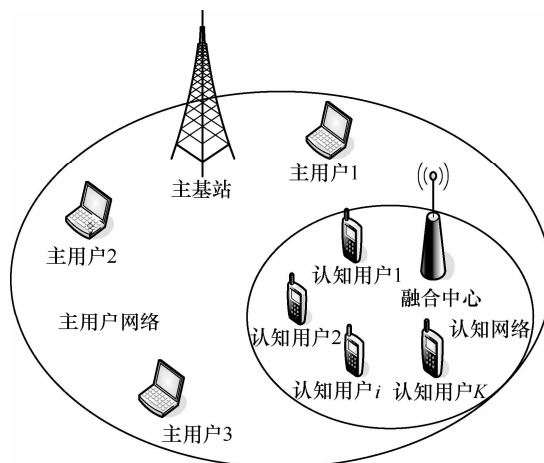 主基站
主用户1
主用户2
认知用户1
融合中心
主用户网络
认知用户2
认知网络
认知用户i
认知用户K
主用户3